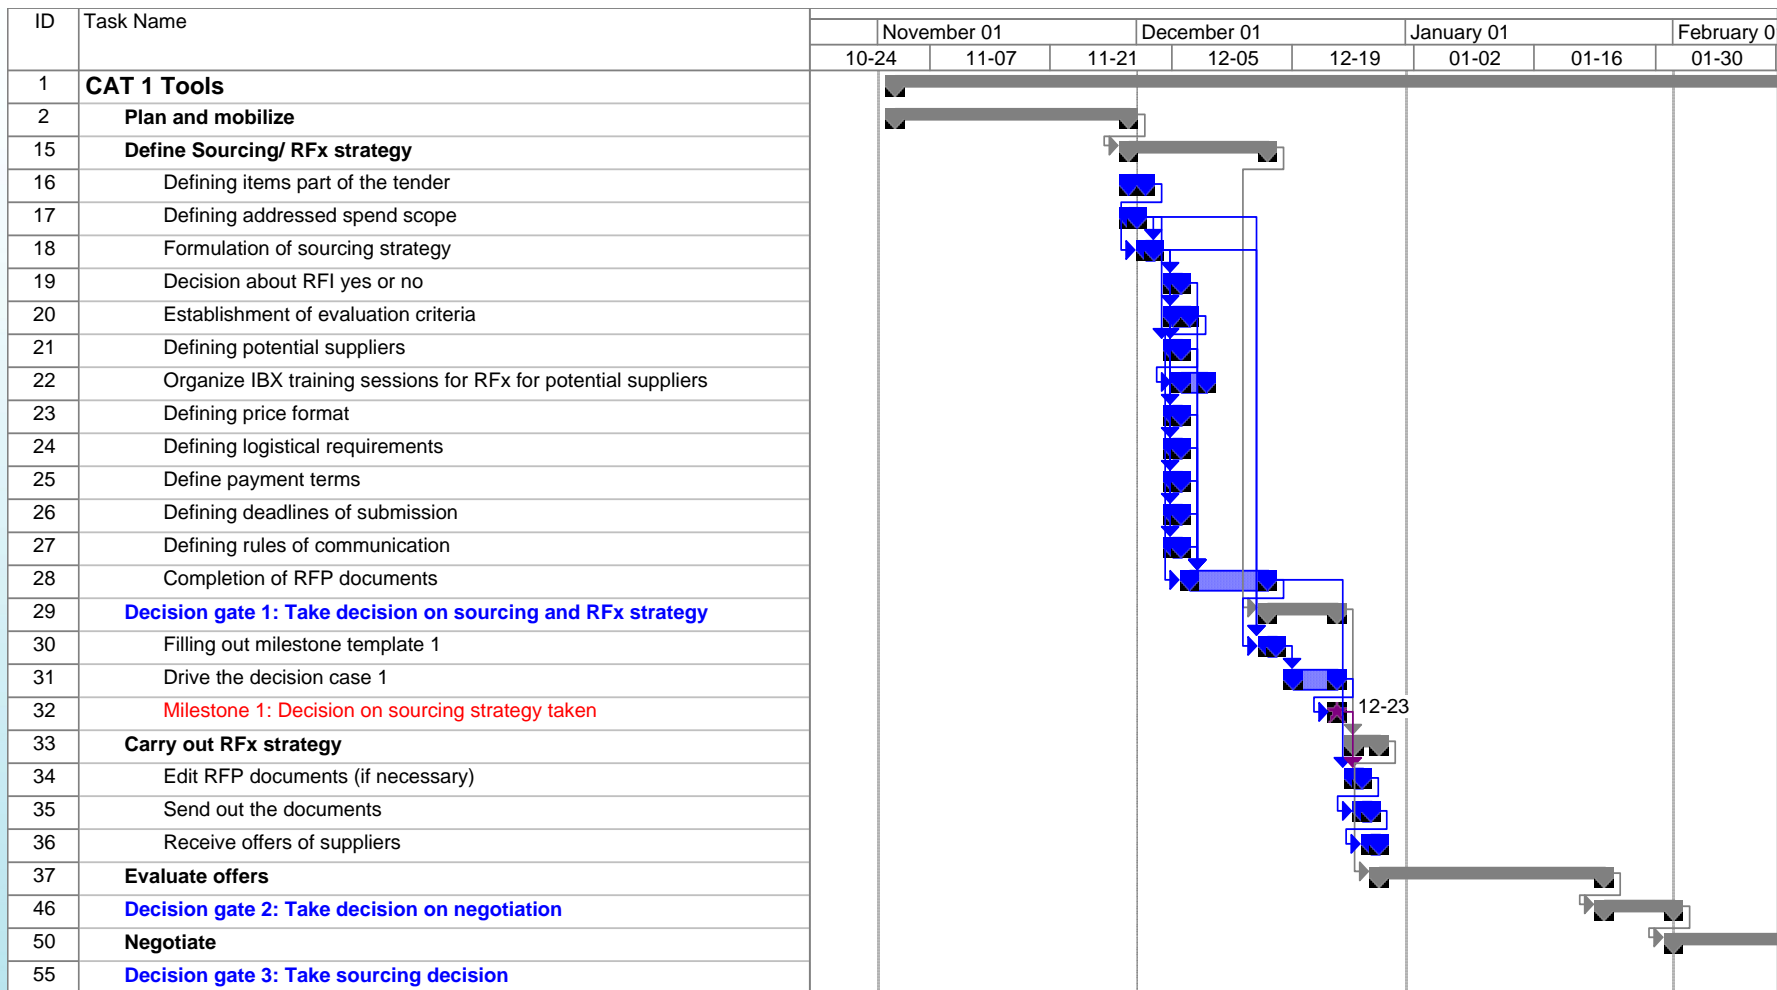 ID Task Name
November 01 December 01 January 01 February 0
10-24 11-07 11-21 12-05 12-19 01-02 01-16 01-30
1 CAT 1 Tools
2 Plan and mobilize
15 Define Sourcing/ RFx strategy
16 Defining items part of the tender
17 Defining addressed spend scope
18 Formulation of sourcing strategy
19 Decision about RFI yes or no
20 Establishment of evaluation criteria
21 Defining potential suppliers
22 Organize IBX training sessions for RFx for potential suppliers
23 Defining price format
24 Defining logistical requirements
25 Define payment terms
26 Defining deadlines of submission
27 Defining rules of communication
28 Completion of RFP documents
29 Decision gate 1: Take decision on sourcing and RFx strategy
30 Filling out milestone template 1
31 Drive the decision case 1
32 Milestone 1: Decision on sourcing strategy taken 12-23
33 Carry out RFx strategy
34 Edit RFP documents (if necessary)
35 Send out the documents
36 Receive offers of suppliers
37 Evaluate offers
46 Decision gate 2: Take decision on negotiation
50 Negotiate
55 Decision gate 3: Take sourcing decision